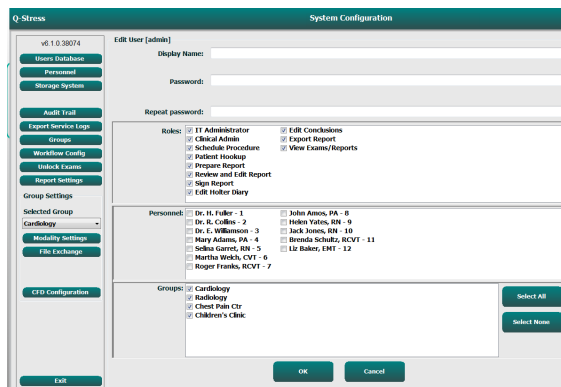 Q-Stress System Configuration
v6.1.0.38074
Users Database
Personnel
Storage System
Audit Trail
Export Service Logs
Groups
Workflow Config
Unlock Exams
Report Settings
Group Settings
Selected Group
Cardiology
Modality Settings
File Exchange
CFD Configuration
Exit
Edit User [admin]
Display Name:
Password:
Repeat password:
Roles:
IT Administrator
Clinical Admin
Schedule Procedure
Patient Hookup
Prepare Report
Review and Edit Report
Sign Report
Edit Holter Diary
Edit Conclusions
Export Report
View Exams/Reports
Personnel:
Dr. H. Fuller - 1
Dr. R. Collins - 2
Dr. E. Williamson - 3
Mary Adams, PA - 4
Selina Garret, RN - 5
Martha Welch, CVT - 6
Roger Franks, RCVT - 7
John Amos, PA - 8
Helen Yates, RN - 9
Jack Jones, RN - 10
Brenda Schultz, RCVT - 11
Liz Baker, EMT - 12
Groups:
Cardiology
Radiology
Chest Pain Ctr
Children's Clinic
Select All
Select None
OK
Cancel